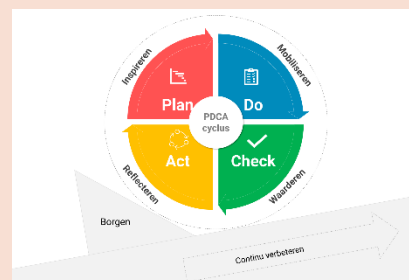 Inspireren
Mobiliseren
Plan
Do
PDCA
cyclus
Act
Check
Reflecteren
Waarderen
Borgen
Continu verbeteren